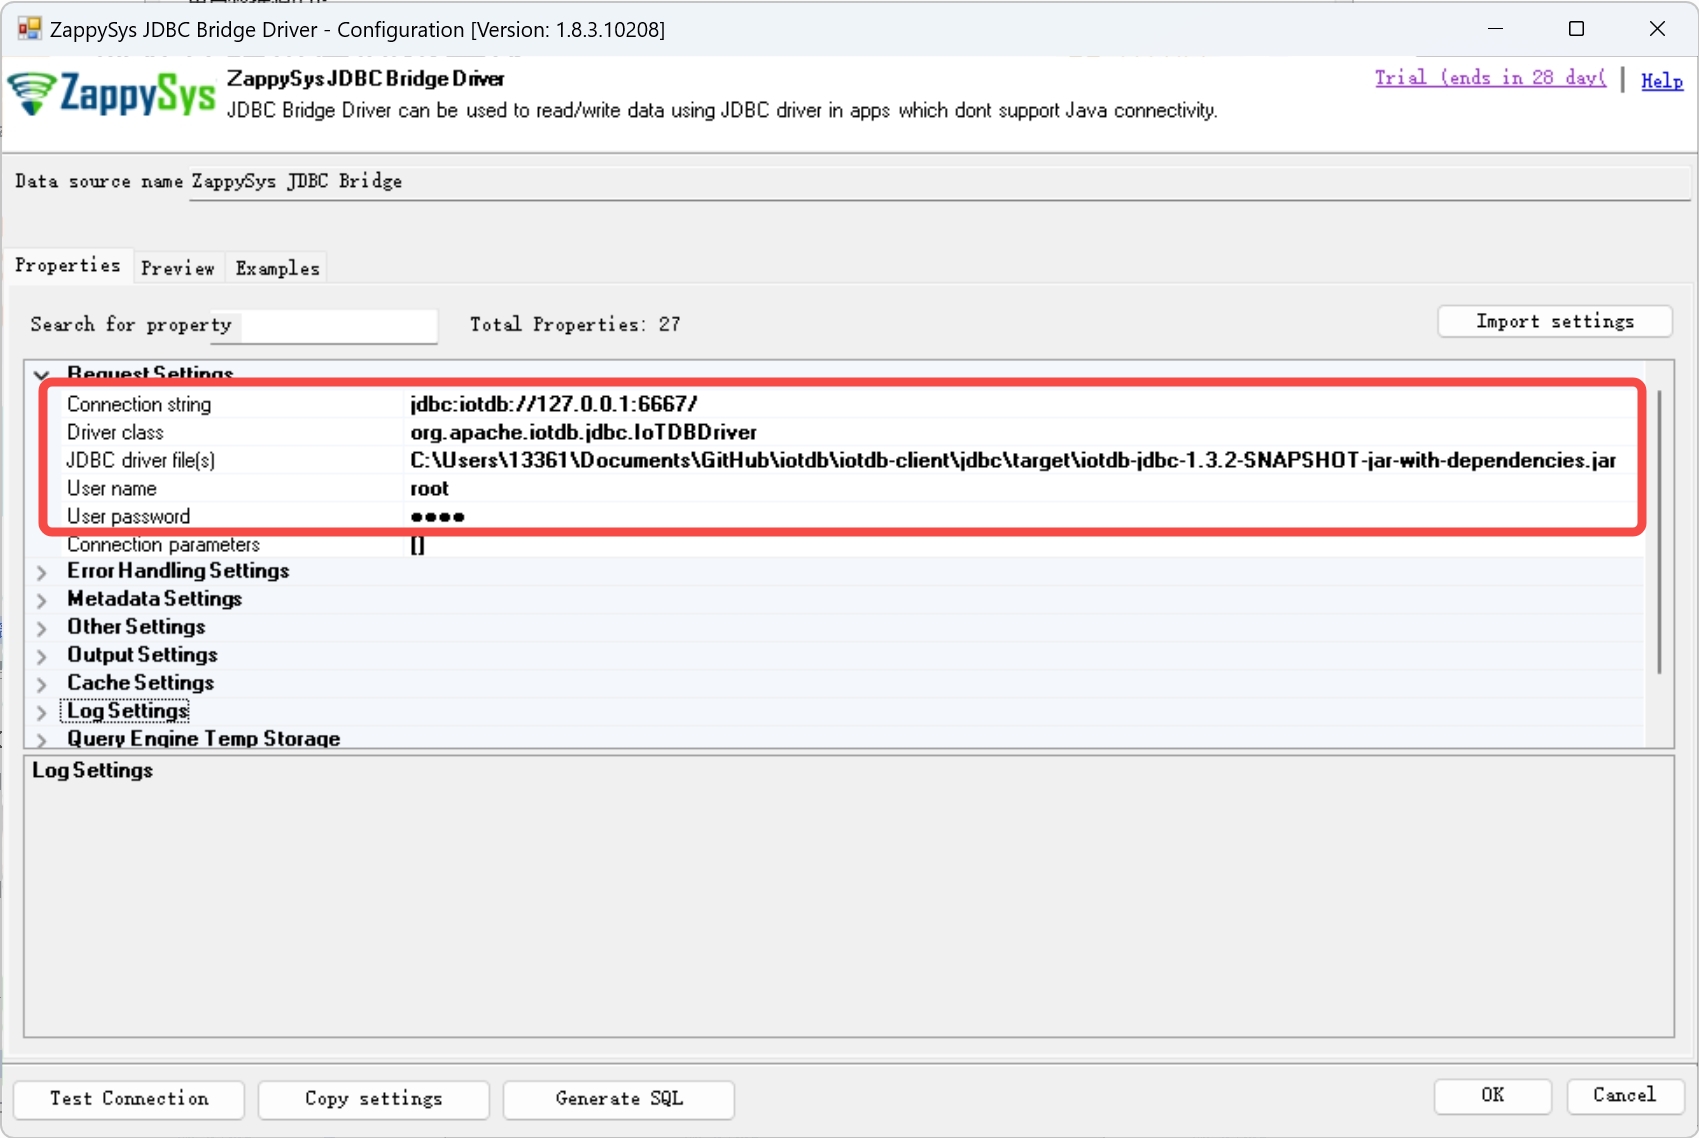 ZappySys JDBC Bridge Driver - Configuration [Version: 1.8.3.10208]
ZappySys
ZappySys JDBC Bridge Driver
JDBC Bridge Driver can be used to read/write data using JDBC driver in apps which dont support Java connectivity.
Trial (ends in 28 day( | Help
Data source name ZappySys JDBC Bridge
Properties Preview Examples
Search for property Total Properties: 27 Import settings
Request Settings
Connection string jdbc:iotdb://127.0.0.1:6667/
Driver class org.apache.iotdb.jdbc.IoTDBDriver
JDBC driver file(s) C:\Users\13361\Documents\GitHub\iotdb\iotdb-client\jdbc\target\iotdb-jdbc-1.3.2-SNAPSHOT-jar-with-dependencies.jar
User name root
User password ●●●●
Connection parameters []
Error Handling Settings
Metadata Settings
Other Settings
Output Settings
Cache Settings
Log Settings
Query Engine Temp Storage
Log Settings
Test Connection Copy settings Generate SQL OK Cancel